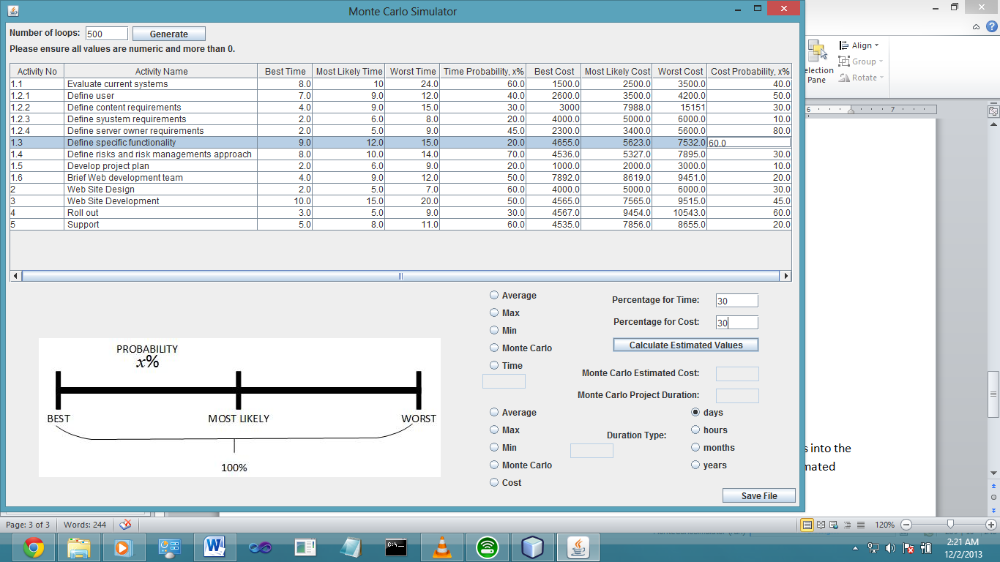 Monte Carlo Simulator
Number of loops: 500 Generate
Please ensure all values are numeric and more than 0.
Activity No Activity Name Best Time Most Likely Time Worst Time Time Probability, x% Best Cost Most Likely Cost Worst Cost Cost Probability, x%
1.1 Evaluate current systems 8.0 10 24.0 60.0 1500.0 2500.0 3500.0 40.0
1.2.1 Define user 7.0 9.0 12.0 40.0 2600.0 3500.0 4200.0 50.0
1.2.2 Define content requirements 4.0 9.0 15.0 30.0 3000 7988.0 15151 30.0
1.2.3 Define syustem requirements 2.0 6.0 8.0 20.0 4000.0 5000.0 6000.0 10.0
1.2.4 Define server owner requirements 2.0 5.0 9.0 45.0 2300.0 3400.0 5600.0 80.0
1.3 Define specific functionality 9.0 12.0 15.0 20.0 4655.0 5623.0 7532.0 60.0
1.4 Define risks and risk managements approach 8.0 10.0 14.0 70.0 4536.0 5327.0 7895.0 30.0
1.5 Develop project plan 2.0 6.0 9.0 20.0 1000.0 2000.0 3000.0 10.0
1.6 Brief Web development team 4.0 9.0 12.0 50.0 7892.0 8619.0 9451.0 20.0
2 Web Site Design 2.0 5.0 7.0 60.0 4000.0 5000.0 6000.0 30.0
3 Web Site Development 10.0 15.0 20.0 50.0 4565.0 7565.0 9515.0 45.0
4 Roll out 3.0 5.0 9.0 30.0 4567.0 9454.0 10543.0 60.0
5 Support 5.0 8.0 11.0 60.0 4535.0 7856.0 8655.0 20.0
PROBABILITY
x%
BEST MOST LIKELY WORST
100%
Average
Max
Min
Monte Carlo
Time
Percentage for Time: 30
Percentage for Cost: 30
Calculate Estimated Values
Monte Carlo Estimated Cost:
Monte Carlo Project Duration:
Average
Max
Min
Monte Carlo
Cost
Duration Type:
days
hours
months
years
Save File
Align
Group
Rotate
election
Pane
6 7
s into the
mated
Page: 3 of 3 Words: 244 120%
2:21 AM
12/2/2013